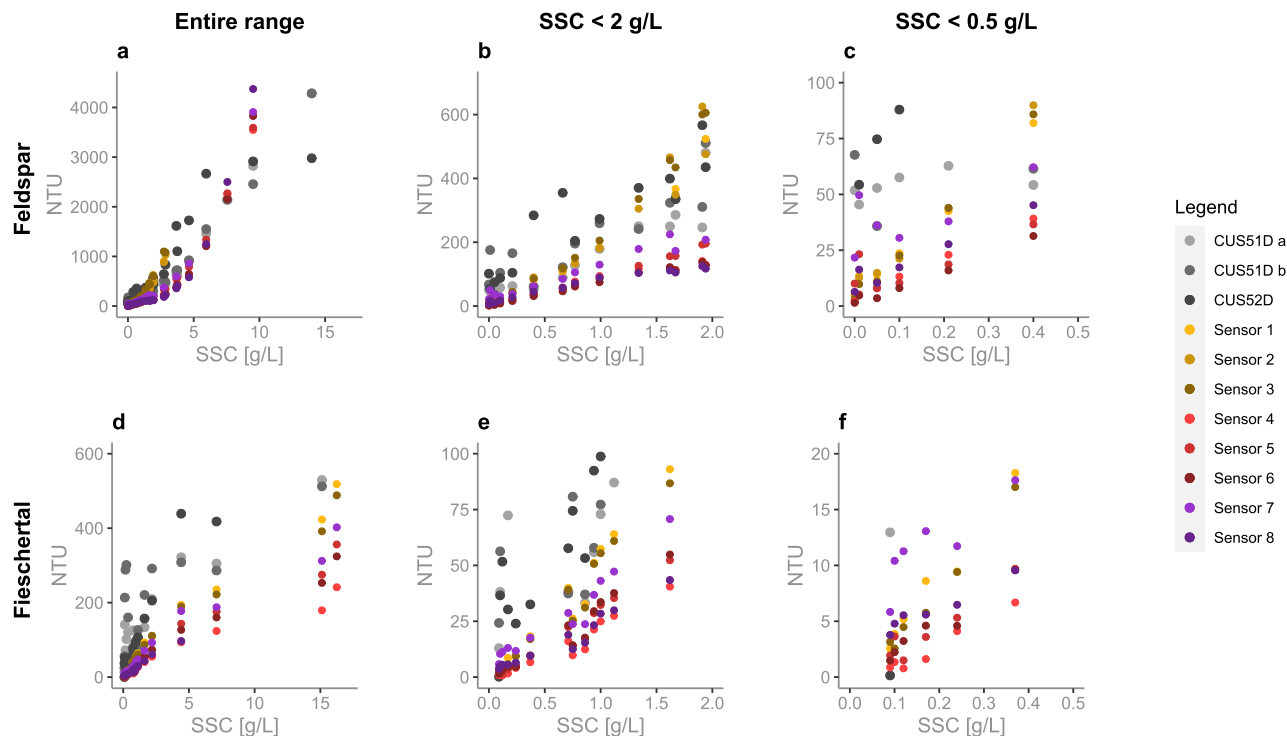 Entire range
SSC < 2 g/L
SSC < 0.5 g/L
Feldspar
a
NTU
4000
3000
2000
1000
0
0
5
10
15
SSC [g/L]
b
NTU
600
400
200
0
0.0
0.5
1.0
1.5
2.0
SSC [g/L]
c
NTU
100
75
50
25
0
0.0
0.1
0.2
0.3
0.4
0.5
SSC [g/L]
Legend
CUS51D a
CUS51D b
CUS52D
Sensor 1
Sensor 2
Sensor 3
Sensor 4
Sensor 5
Sensor 6
Sensor 7
Sensor 8
Fieschertal
d
NTU
600
400
200
0
0
5
10
15
SSC [g/L]
e
NTU
100
75
50
25
0
0.0
0.5
1.0
1.5
2.0
SSC [g/L]
f
NTU
20
15
10
5
0
0.0
0.1
0.2
0.3
0.4
0.5
SSC [g/L]